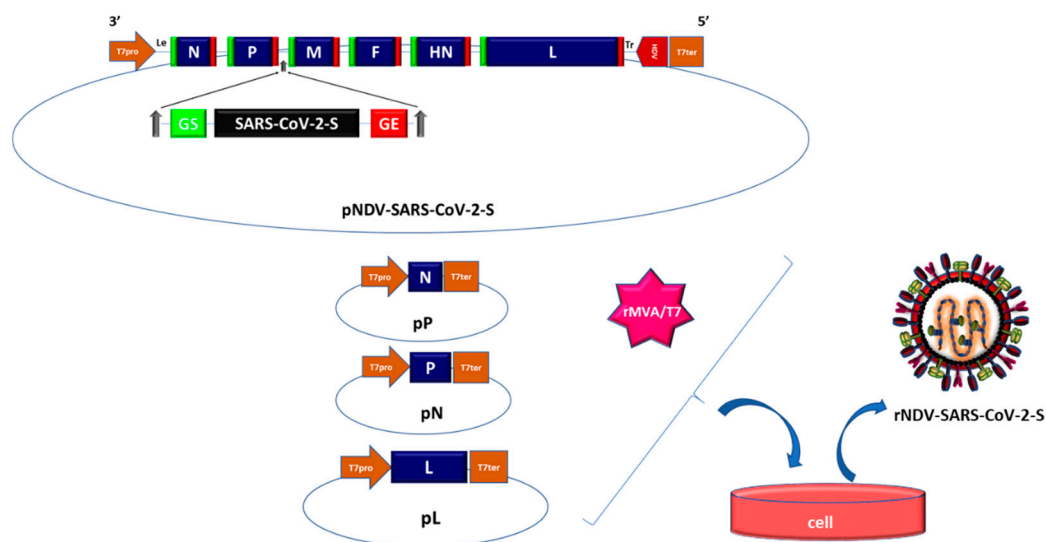 3’ 5’
T7pro Le N P M F HN L Tr HDV T7ter
GS SARS-CoV-2-S GE
pNDV-SARS-CoV-2-S
T7pro N T7ter
pP
rMVA/T7
T7pro P T7ter
pN
rNDV-SARS-CoV-2-S
T7pro L T7ter
pL
cell